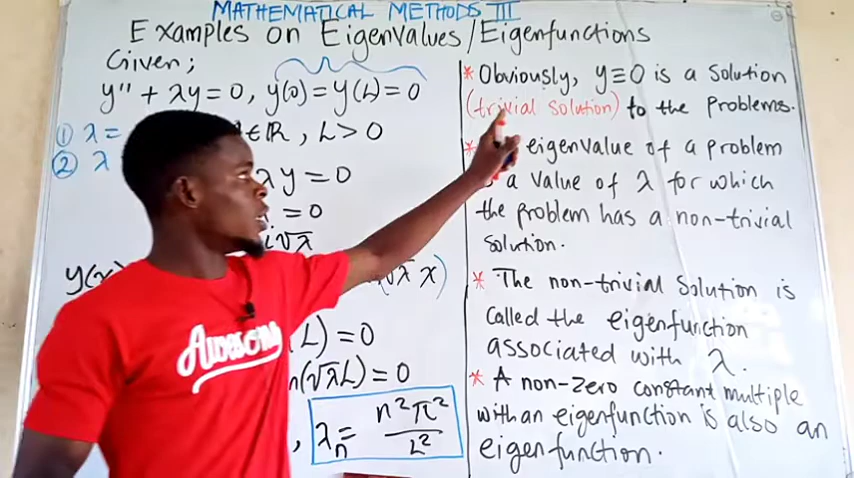 MATHEMATICAL METHODS III
Examples on EigenValues/Eigenfunctions
Given;
y'' + λy = 0, y(0) = y(L) = 0
① λ = ∈ ℝ, L > 0
② λ
λy = 0
= 0
i√λ
y(x) √λ x)
L) = 0
n(√λL) = 0
, λn = n²π²/L²
* Obviously, y≡0 is a Solution
(trivial solution) to the Problems.
* eigenvalue of a problem
a value of λ for which
the problem has a non-trivial
solution.
* The non-trivial Solution is
called the eigenfunction
associated with λ.
* A non-zero constant multiple
with an eigenfunction is also an
eigenfunction.
Awesome